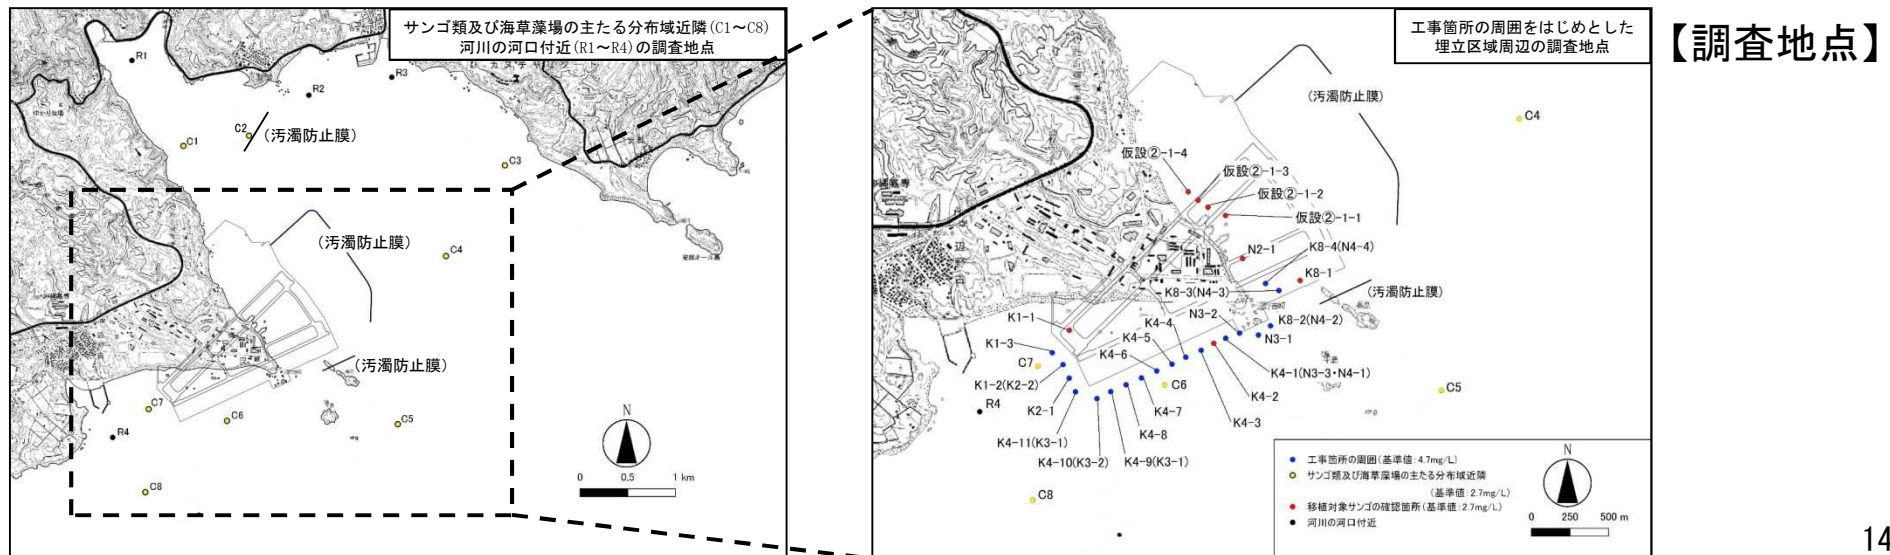 【調査地点】
サンゴ類及び海草藻場の主たる分布域近隣(C1～C8)
河川の河口付近(R1～R4)の調査地点
R1
R2
R3
C1
C2
(汚濁防止膜)
C3
(汚濁防止膜)
C4
(汚濁防止膜)
C7
C6
C5
R4
C8
N
0 0.5 1 km
工事箇所の周囲をはじめとした
埋立区域周辺の調査地点
(汚濁防止膜)
C4
仮設②-1-4
仮設②-1-3
仮設②-1-2
仮設②-1-1
N2-1
K8-4(N4-4)
K8-1
K8-3(N4-3)
(汚濁防止膜)
K1-1
N3-2
K8-2(N4-2)
K4-4
K4-5
N3-1
K1-3
K4-6
C7
K4-1(N3-3・N4-1)
K1-2(K2-2)
C6
K4-2
C5
R4
K2-1
K4-7
K4-3
K4-8
K4-11(K3-1)
K4-10(K3-2)
K4-9(K3-1)
C8
工事箇所の周囲(基準値:4.7mg/L)
サンゴ類及び海草藻場の主たる分布域近隣
(基準値:2.7mg/L)
移植対象サンゴの確認箇所(基準値:2.7mg/L)
河川の河口付近
N
0 250 500 m
14